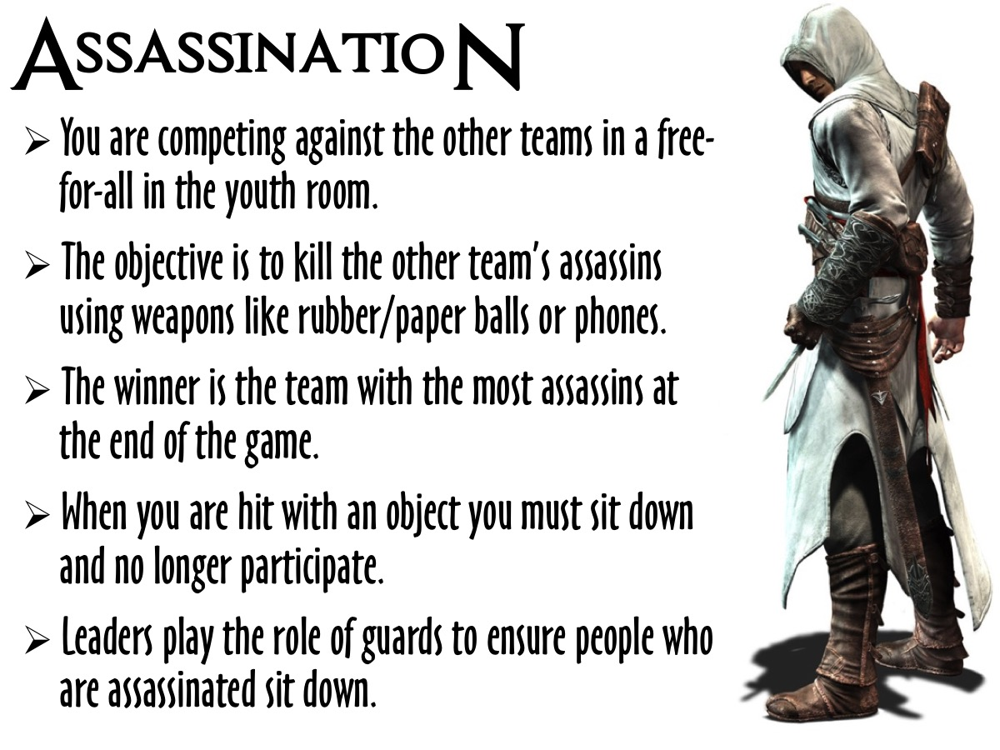 AssassinatioN
➢ You are competing against the other teams in a free-
for-all in the youth room.
➢ The objective is to kill the other team's assassins
using weapons like rubber/paper balls or phones.
➢ The winner is the team with the most assassins at
the end of the game.
➢ When you are hit with an object you must sit down
and no longer participate.
➢ Leaders play the role of guards to ensure people who
are assassinated sit down.